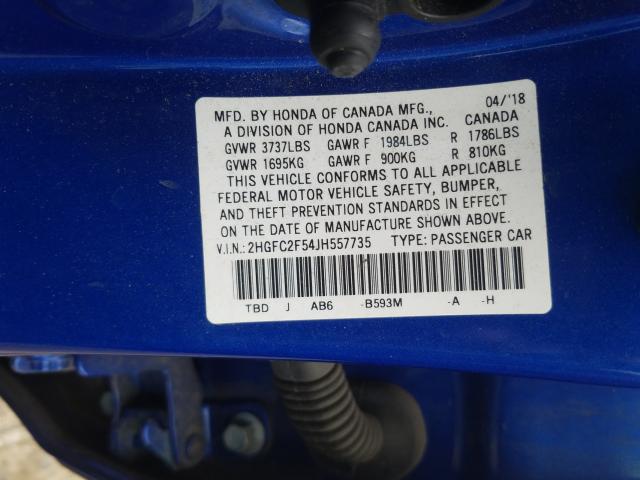 MFD. BY HONDA OF CANADA MFG., 04/'18
A DIVISION OF HONDA CANADA INC. CANADA
GVWR 3737LBS GAWR F 1984LBS R 1786LBS
GVWR 1695KG GAWR F 900KG R 810KG
THIS VEHICLE CONFORMS TO ALL APPLICABLE
FEDERAL MOTOR VEHICLE SAFETY, BUMPER,
AND THEFT PREVENTION STANDARDS IN EFFECT
ON THE DATE OF MANUFACTURE SHOWN ABOVE.
V.I.N.: 2HGFC2F54JH557735 TYPE: PASSENGER CAR
TBD J AB6 -B593M -A -H